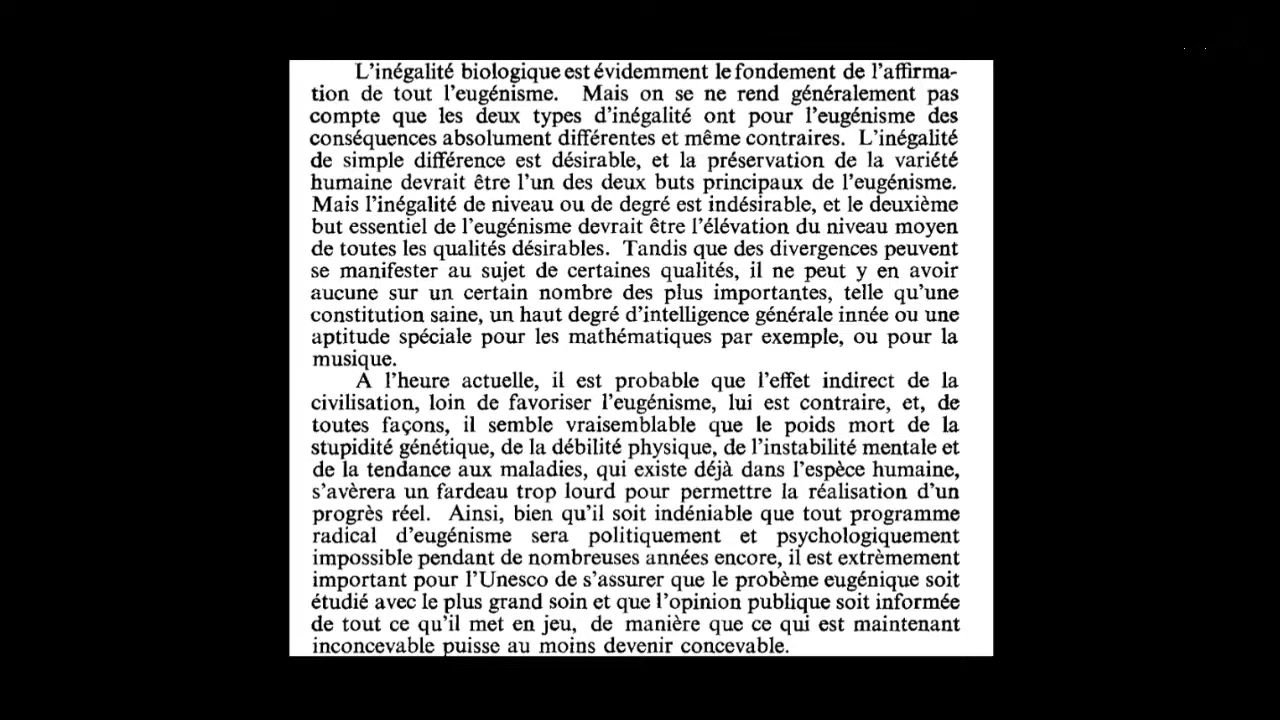 L’inégalité biologique est évidemment le fondement de l’affirma-
tion de tout l’eugénisme. Mais on se ne rend généralement pas
compte que les deux types d’inégalité ont pour l’eugénisme des
conséquences absolument différentes et même contraires. L’inégalité
de simple différence est désirable, et la préservation de la variété
humaine devrait être l’un des deux buts principaux de l’eugénisme.
Mais l’inégalité de niveau ou de degré est indésirable, et le deuxième
but essentiel de l’eugénisme devrait être l’élévation du niveau moyen
de toutes les qualités désirables. Tandis que des divergences peuvent
se manifester au sujet de certaines qualités, il ne peut y en avoir
aucune sur un certain nombre des plus importantes, telle qu’une
constitution saine, un haut degré d’intelligence générale innée ou une
aptitude spéciale pour les mathématiques par exemple, ou pour la
musique.
A l’heure actuelle, il est probable que l’effet indirect de la
civilisation, loin de favoriser l’eugénisme, lui est contraire, et, de
toutes façons, il semble vraisemblable que le poids mort de la
stupidité génétique, de la débilité physique, de l’instabilité mentale et
de la tendance aux maladies, qui existe déjà dans l’espèce humaine,
s’avèrera un fardeau trop lourd pour permettre la réalisation d’un
progrès réel. Ainsi, bien qu’il soit indéniable que tout programme
radical d’eugénisme sera politiquement et psychologiquement
impossible pendant de nombreuses années encore, il est extrèmement
important pour l’Unesco de s’assurer que le probème eugénique soit
étudié avec le plus grand soin et que l’opinion publique soit informée
de tout ce qu’il met en jeu, de manière que ce qui est maintenant
inconcevable puisse au moins devenir concevable.